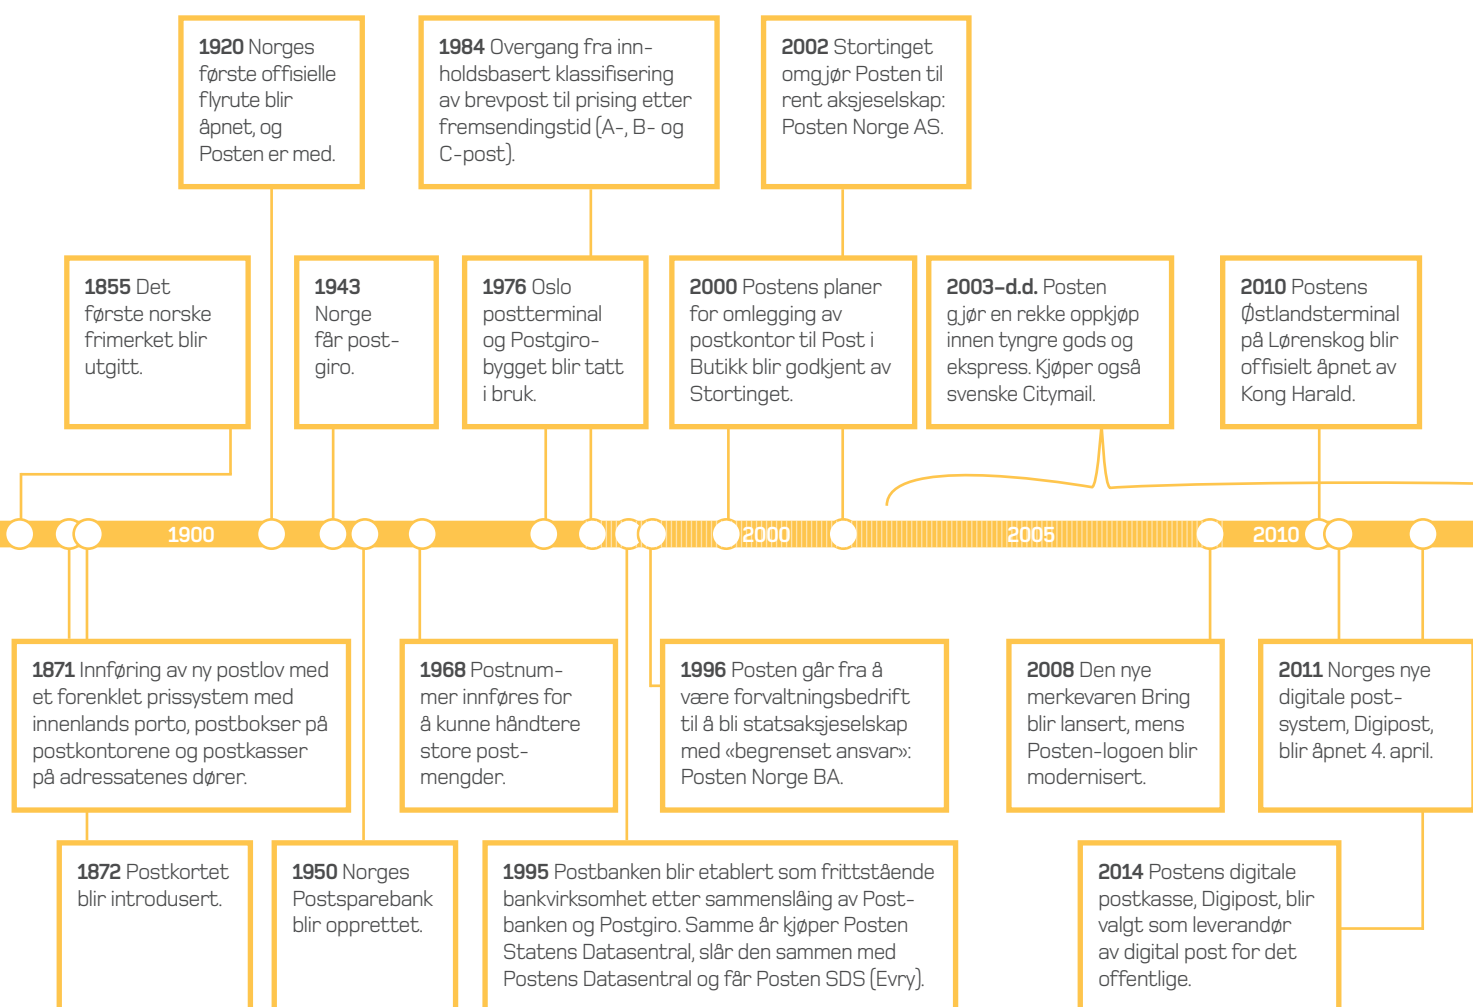 1920 Norges
første offisielle
flyrute blir
åpnet, og
Posten er med.
1984 Overgang fra inn-
holdsbasert klassifisering
av brevpost til prising etter
fremsendingstid (A-, B- og
C-post).
2002 Stortinget
omgjør Posten til
rent aksjeselskap:
Posten Norge AS.
1855 Det
første norske
frimerket blir
utgitt.
1943
Norge
får post-
giro.
1976 Oslo
postterminal
og Postgiro-
bygget blir tatt
i bruk.
2000 Postens planer
for omlegging av
postkontor til Post i
Butikk blir godkjent av
Stortinget.
2003–d.d. Posten
gjør en rekke oppkjøp
innen tyngre gods og
ekspress. Kjøper også
svenske Citymail.
2010 Postens
Østlandsterminal
på Lørenskog blir
offisielt åpnet av
Kong Harald.
1900
2000
2005
2010
1871 Innføring av ny postlov med
et forenklet prissystem med
innenlands porto, postbokser på
postkontorene og postkasser
på adressatenes dører.
1968 Postnum-
mer innføres for
å kunne håndtere
store post-
mengder.
1996 Posten går fra å
være forvaltningsbedrift
til å bli statsaksjeselskap
med «begrenset ansvar»:
Posten Norge BA.
2008 Den nye
merkevaren Bring
blir lansert, mens
Posten-logoen blir
modernisert.
2011 Norges nye
digitale post-
system, Digipost,
blir åpnet 4. april.
1872 Postkortet
blir introdusert.
1950 Norges
Postsparebank
blir opprettet.
1995 Postbanken blir etablert som frittstående
bankvirksomhet etter sammenslåing av Post-
banken og Postgiro. Samme år kjøper Posten
Statens Datasentral, slår den sammen med
Postens Datasentral og får Posten SDS (Evry).
2014 Postens digitale
postkasse, Digipost, blir
valgt som leverandør
av digital post for det
offentlige.